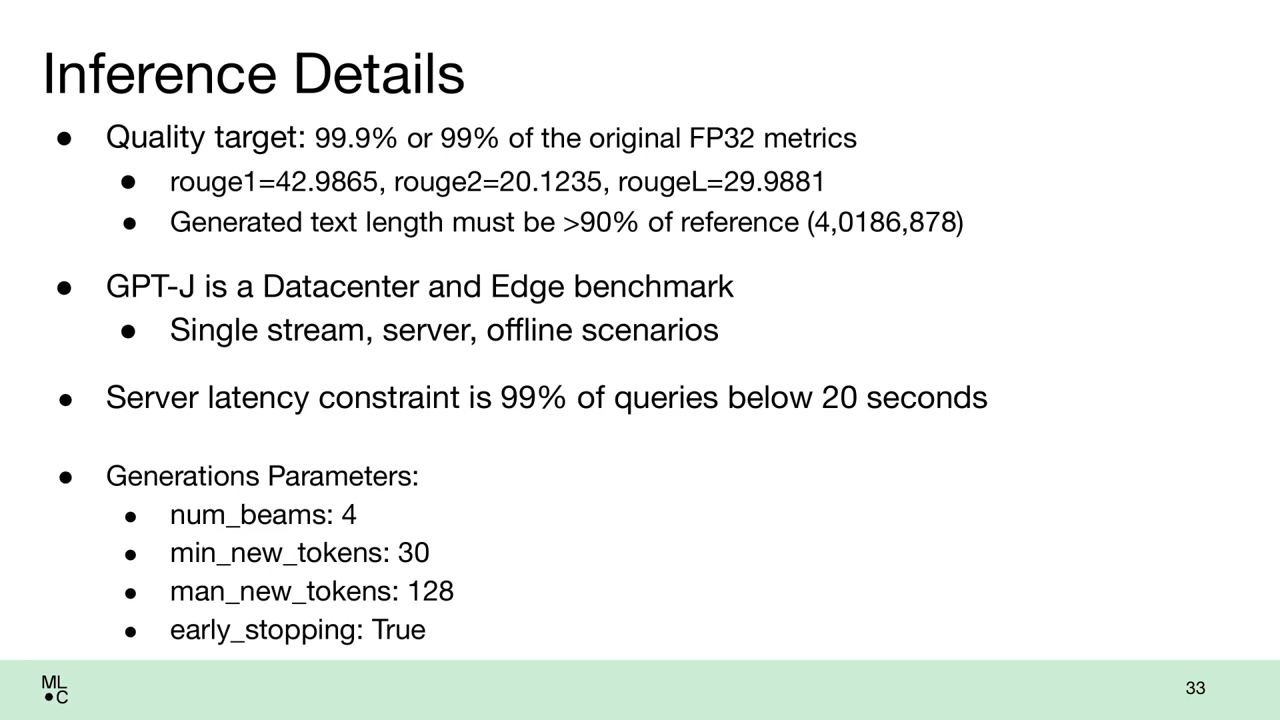 Inference Details
● Quality target: 99.9% or 99% of the original FP32 metrics
● rouge1=42.9865, rouge2=20.1235, rougeL=29.9881
● Generated text length must be >90% of reference (4,0186,878)
● GPT-J is a Datacenter and Edge benchmark
● Single stream, server, offline scenarios
● Server latency constraint is 99% of queries below 20 seconds
● Generations Parameters:
● num_beams: 4
● min_new_tokens: 30
● man_new_tokens: 128
● early_stopping: True
ML
●C
33